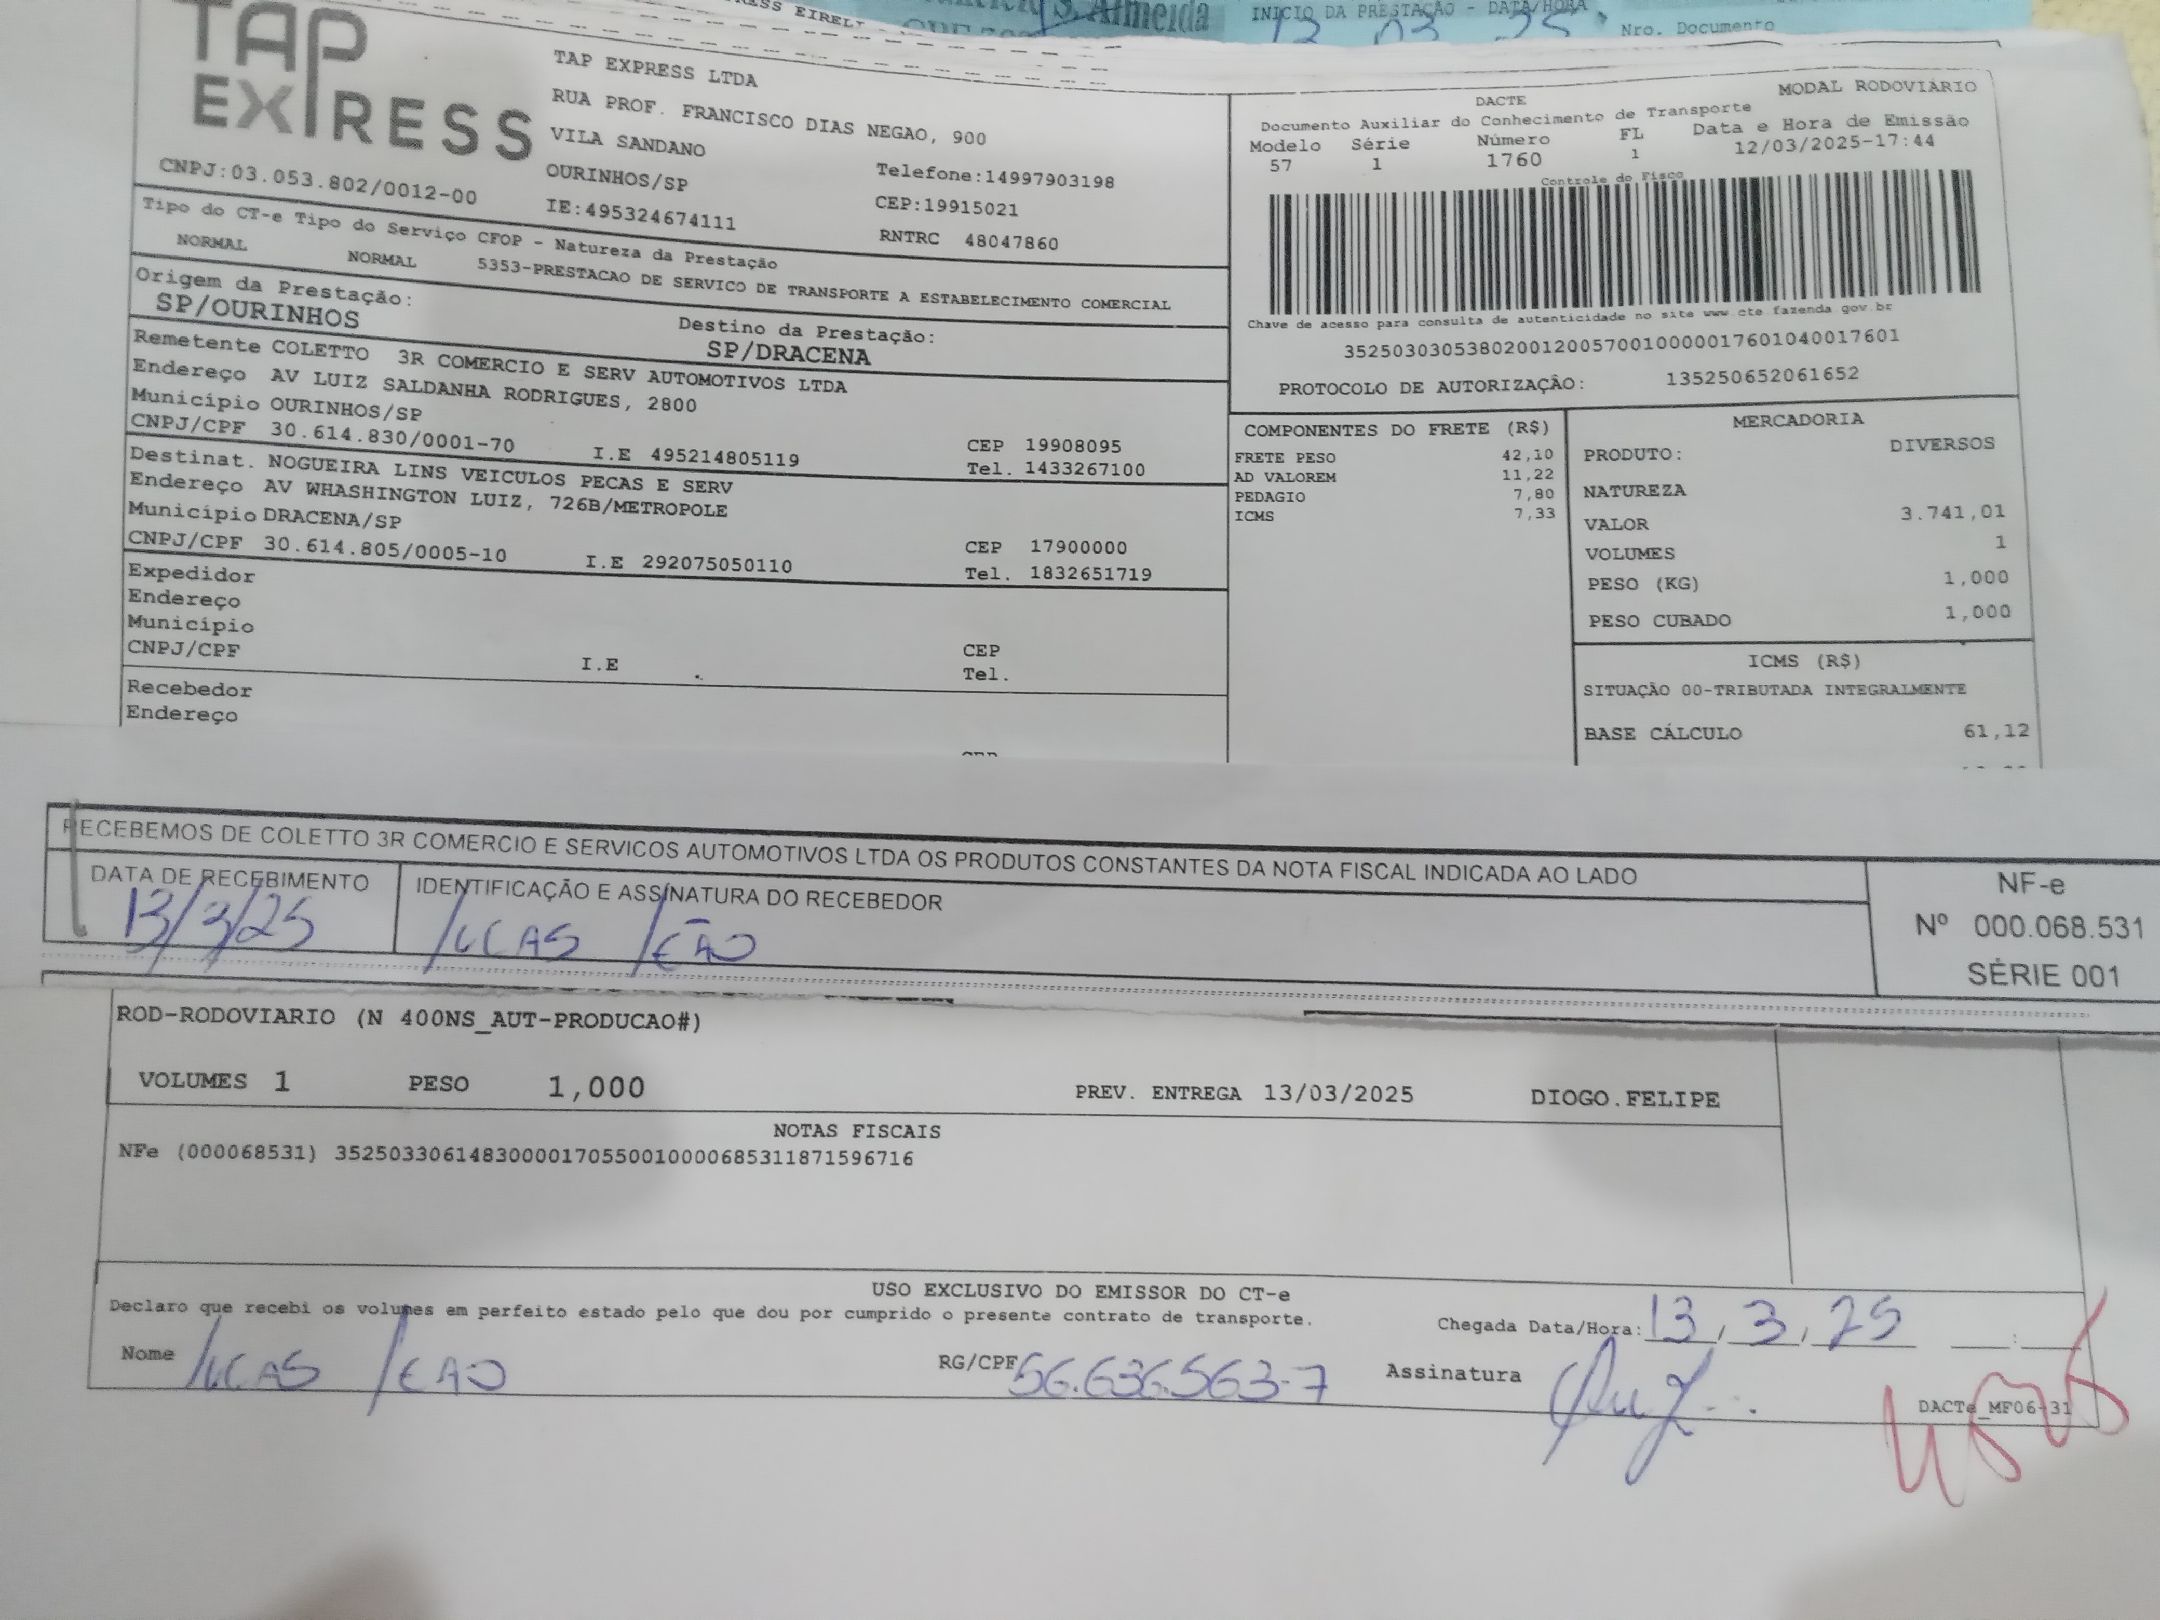 Almeida
INICIO DA PRESTAÇÃO - DATA/HORA
13 03 25
Nro. Documento
TAP
EXPRESS
CNPJ:03.053.802/0012-00
TAP EXPRESS LTDA
RUA PROF. FRANCISCO DIAS NEGAO, 900
VILA SANDANO
OURINHOS/SP
Telefone:14997903198
IE:495324674111
CEP:19915021
RNTRC 48047860
DACTE
MODAL RODOVIÁRIO
Documento Auxiliar do Conhecimento de Transporte
Modelo Série Número FL Data e Hora de Emissão
57 1 1760 1 12/03/2025-17:44
Controle do Fisco
Chave de acesso para consulta de autenticidade no site www.cte.fazenda.gov.br
35250303053802001200570010000017601040017601
PROTOCOLO DE AUTORIZAÇÃO: 135250652061652
Tipo do CT-e Tipo do Serviço CFOP - Natureza da Prestação
NORMAL NORMAL 5353-PRESTACAO DE SERVICO DE TRANSPORTE A ESTABELECIMENTO COMERCIAL
Origem da Prestação:
SP/OURINHOS
Destino da Prestação:
SP/DRACENA
Remetente COLETTO 3R COMERCIO E SERV AUTOMOTIVOS LTDA
Endereço AV LUIZ SALDANHA RODRIGUES, 2800
Município OURINHOS/SP
CEP 19908095
CNPJ/CPF 30.614.830/0001-70 I.E 495214805119 Tel. 1433267100
Destinat. NOGUEIRA LINS VEICULOS PECAS E SERV
Endereço AV WHASHINGTON LUIZ, 726B/METROPOLE
Município DRACENA/SP
CEP 17900000
CNPJ/CPF 30.614.805/0005-10 I.E 292075050110 Tel. 1832651719
Expedidor
Endereço
Município
CEP
CNPJ/CPF I.E Tel.
Recebedor
Endereço
COMPONENTES DO FRETE (R$)
FRETE PESO 42,10
AD VALOREM 11,22
PEDAGIO 7,80
ICMS 7,33
MERCADORIA
PRODUTO: DIVERSOS
NATUREZA
VALOR 3.741,01
VOLUMES 1
PESO (KG) 1,000
PESO CUBADO 1,000
ICMS (R$)
SITUAÇÃO 00-TRIBUTADA INTEGRALMENTE
BASE CÁLCULO 61,12
RECEBEMOS DE COLETTO 3R COMERCIO E SERVICOS AUTOMOTIVOS LTDA OS PRODUTOS CONSTANTES DA NOTA FISCAL INDICADA AO LADO
DATA DE RECEBIMENTO
13/3/25
IDENTIFICAÇÃO E ASSINATURA DO RECEBEDOR
LUCAS LEÃO
NF-e
Nº 000.068.531
SÉRIE 001
ROD-RODOVIARIO (N 400NS_AUT-PRODUCAO#)
VOLUMES 1 PESO 1,000 PREV. ENTREGA 13/03/2025 DIOGO.FELIPE
NOTAS FISCAIS
NFe (000068531) 35250330614830000170550010000685311871596716
USO EXCLUSIVO DO EMISSOR DO CT-e
Declaro que recebi os volumes em perfeito estado pelo que dou por cumprido o presente contrato de transporte.
Chegada Data/Hora: 13, 3, 25
Nome LUCAS LEAO RG/CPF 56.636.563-7 Assinatura
DACTe_MF06-31